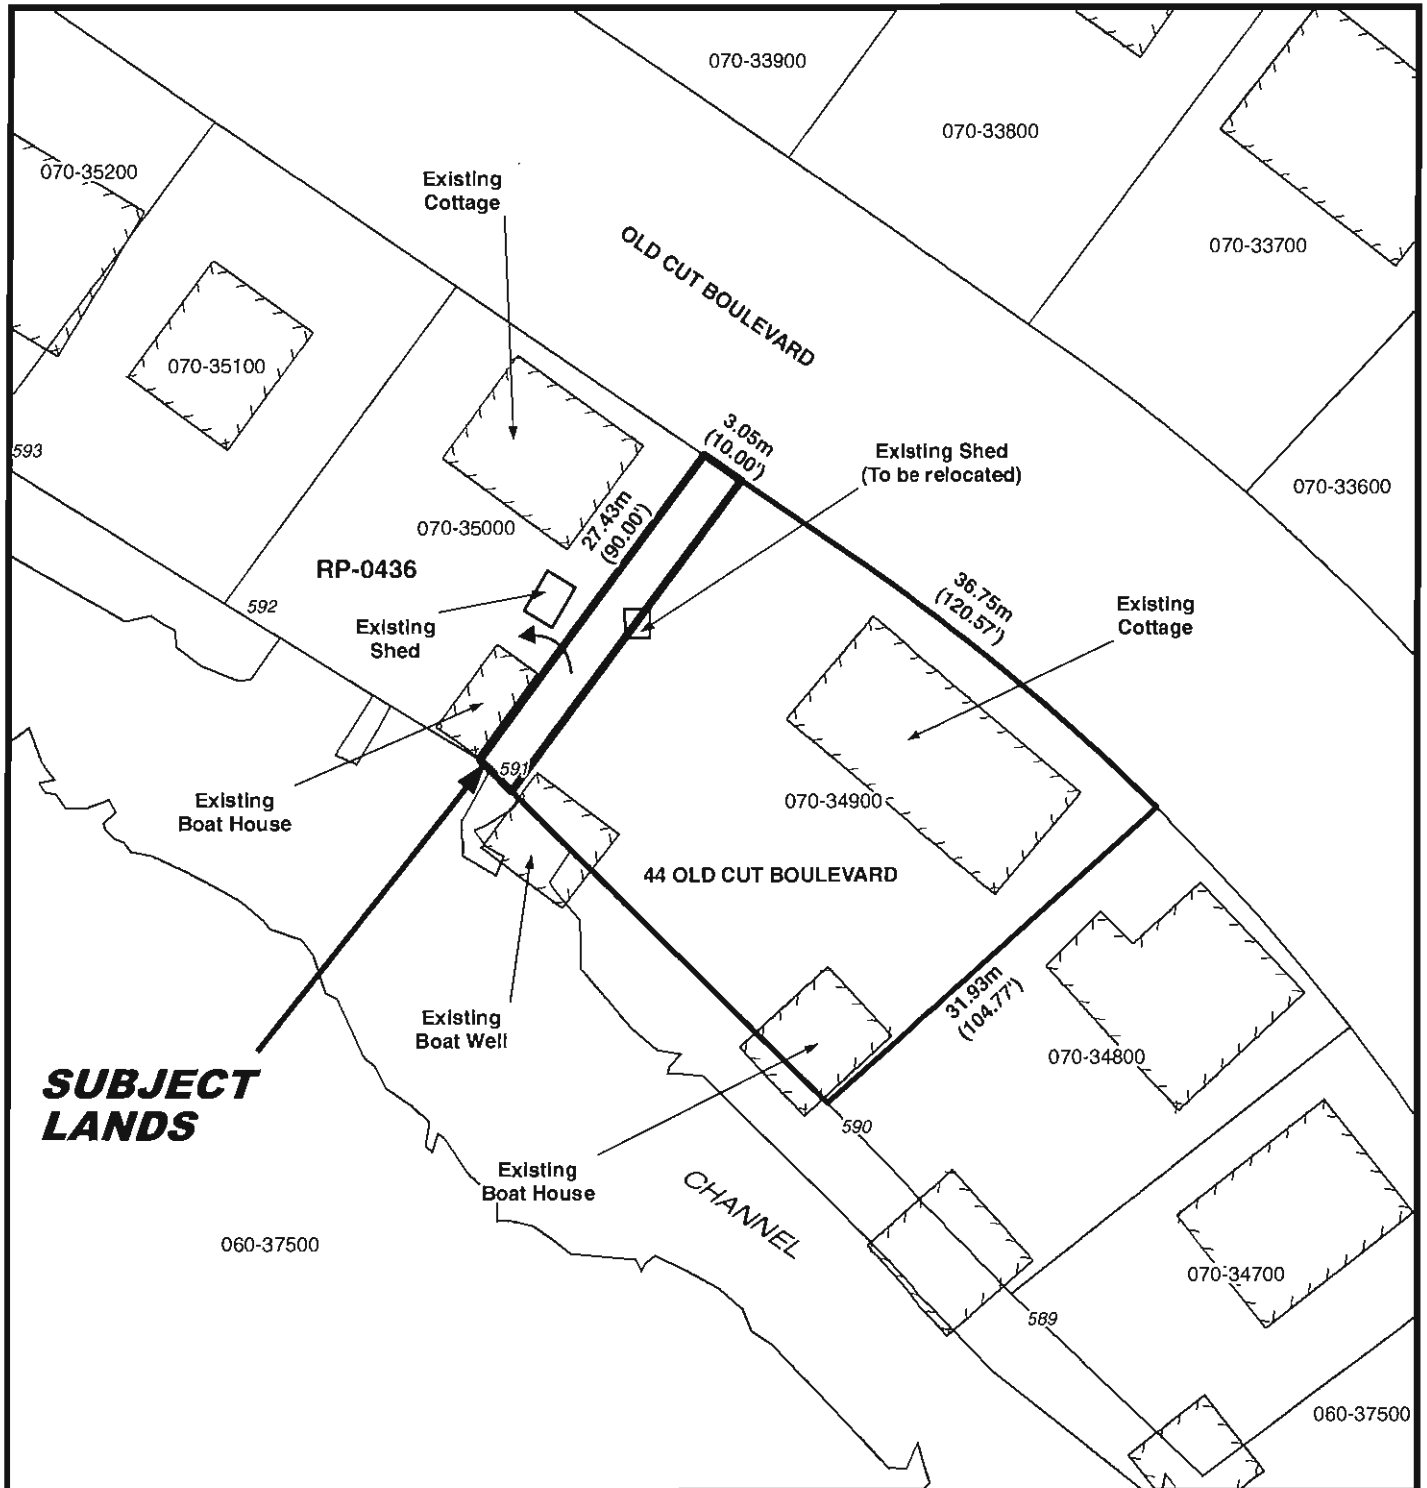 070-33900
070-33800
070-35200
Existing
Cottage
070-33700
OLD CUT BOULEVARD
070-35100
3.05m
(10.00')
Existing Shed
(To be relocated)
593
070-33600
27.43m
(90.00')
070-35000
RP-0436
592
36.75m
(120.57')
Existing
Cottage
Existing
Shed
591
Existing
Boat House
070-34900
44 OLD CUT BOULEVARD
31.93m
(104.77')
Existing
Boat Well
070-34800
SUBJECT
LANDS
590
Existing
Boat House
CHANNEL
060-37500
070-34700
589
060-37500